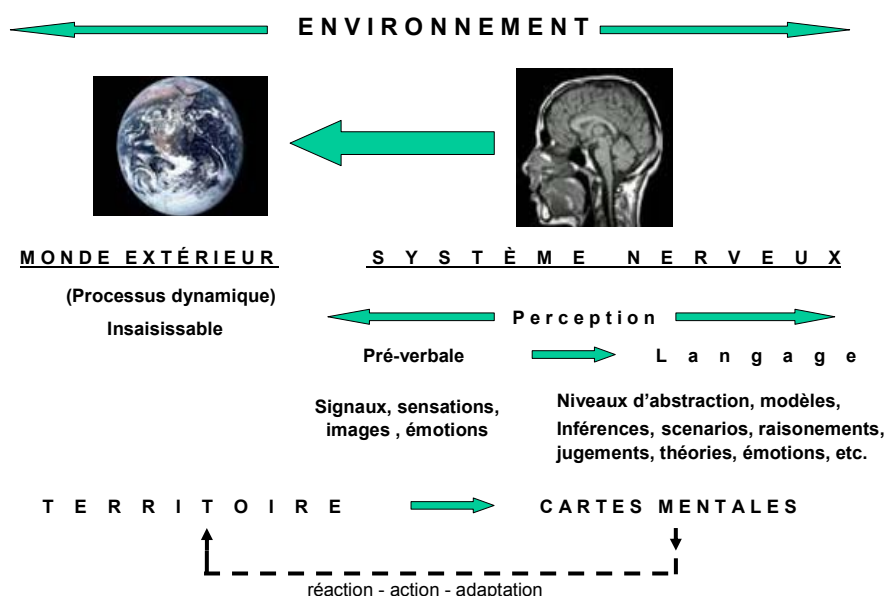 ENVIRONNEMENT
MONDE EXTÉRIEUR
SYSTÈME NERVEUX
(Processus dynamique)
Insaisissable
Perception
Pré-verbale
Langage
Signaux, sensations,
images , émotions
Niveaux d'abstraction, modèles,
Inférences, scenarios, raisonements,
jugements, théories, émotions, etc.
TERRITOIRE
CARTES MENTALES
réaction - action - adaptation